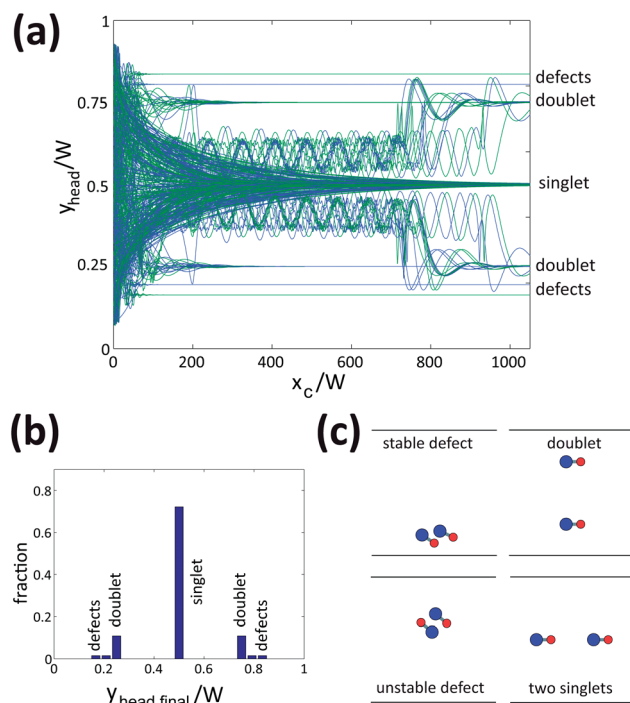 (a)
1
0.75
0.5
0.25
0
y_head/W
defects
doublet
singlet
doublet
defects
0 200 400 600 800 1000
x_c/W
(b)
0.8
0.6
0.4
0.2
0
fraction
defects
doublet
singlet
doublet
defects
0 0.2 0.4 0.6 0.8 1
y_head final/W
(c)
stable defect
doublet
unstable defect
two singlets